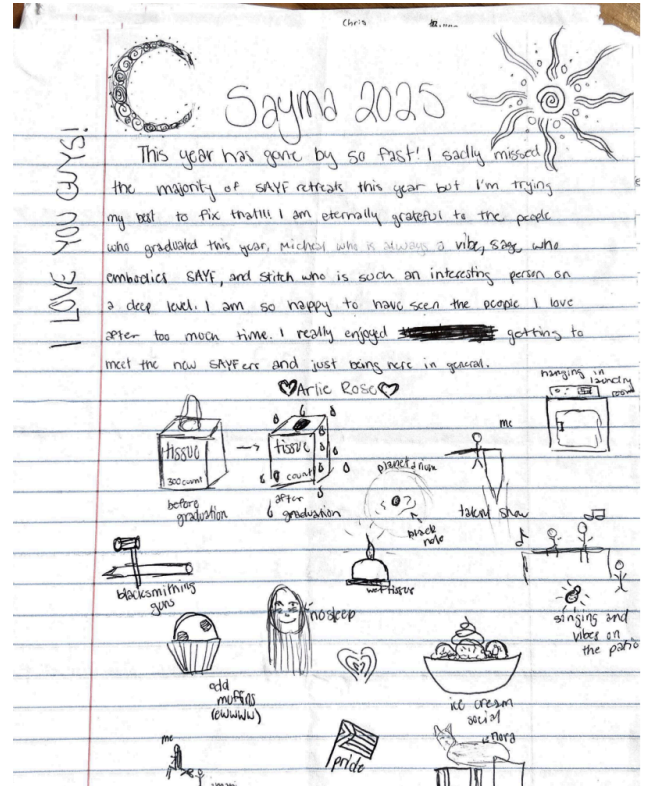 Chris
Sayma 2025
I LOVE YOU GUYS!
This year has gone by so fast! I sadly missed
the majority of SAYF retreats this year but I'm trying
my best to fix that!!! I am eternally grateful to the people
who graduated this year, Micheal who is always a vibe, sage who
embodies SAYF, and stitch who is such an interesting person on
a deep level. I am so happy to have seen the people I love
after too much time. I really enjoyed getting to
meet the new SAYFers and just being here in general.
♡Arlie Rose♡
hanging in
laundry
room
tissue
300 count
before
graduation
tissue
0 count
after
graduation
planetarium
black
hole
me
talent show
blacksmithing
guns
wet tissue
singing and
vibes on
the patio
no sleep
odd
muffins
(ewwww)
ice cream
social
me
pride
nora